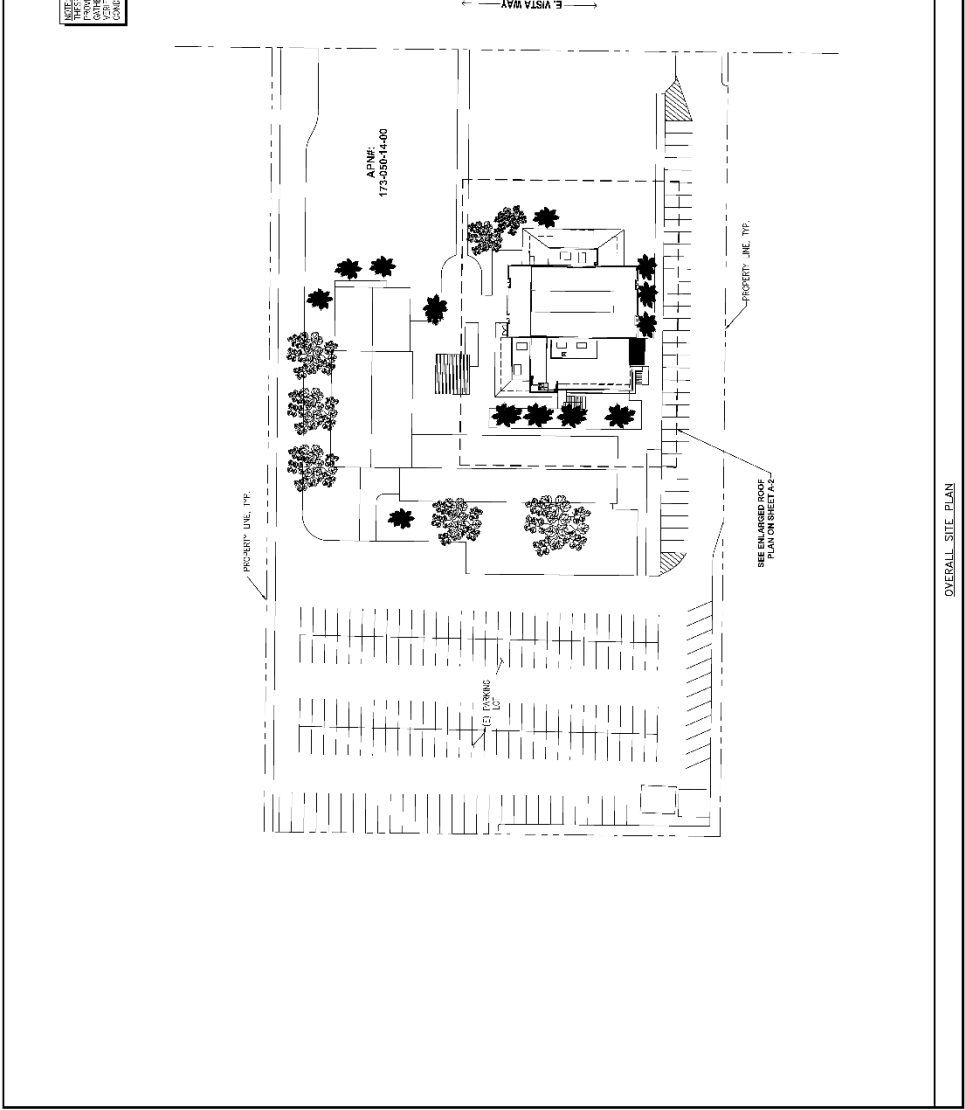 NOTE:
E. VISTA WAY
APN#:
173-050-14-00
PROPERTY LINE, TYP.
PROPERTY LINE, TYP.
SEE ENLARGED ROOF
PLAN ON SHEET A-2
(E) PARKING
LOT
OVERALL SITE PLAN